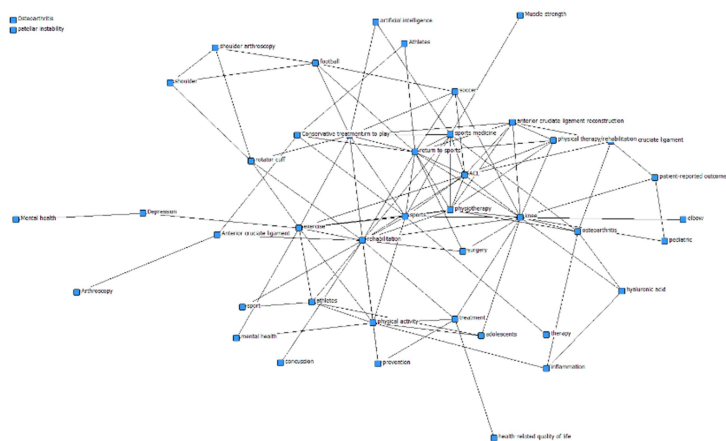 Osteoarthritis
patellar instability
artificial intelligence
Muscle strength
Athletes
shoulder arthroscopy
football
shoulder
soccer
anterior cruciate ligament reconstruction
Conservative treatment
rn to play
sports medicine
physical therapy/rehabilitation
cruciate ligament
return to sports
rotator cuff
ACL
patient-reported outcome
physiotherapy
Mental health
Depression
sports
knee
elbow
exercise
Anterior cruciate ligament
rehabilitation
osteoarthritis
pediatric
surgery
Arthroscopy
hyaluronic acid
sport
athletes
physical activity
treatment
mental health
adolescents
therapy
concussion
prevention
inflammation
health related quality of life